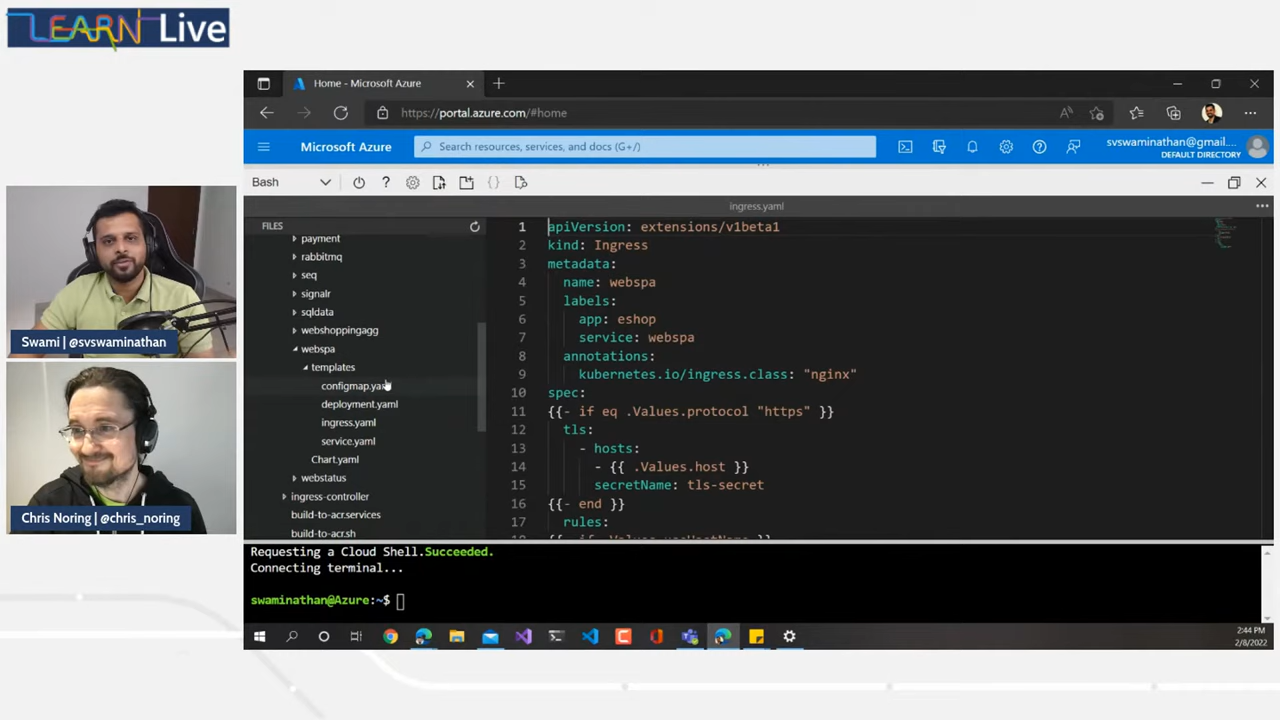 LEARN Live
Home - Microsoft Azure
https://portal.azure.com/#home
Microsoft Azure
Search resources, services, and docs (G+/)
svswaminathan@gmail....
DEFAULT DIRECTORY
Bash
ingress.yaml
FILES
payment
rabbitmq
seq
signalr
sqldata
webshoppingagg
webspa
templates
configmap.yaml
deployment.yaml
ingress.yaml
service.yaml
Chart.yaml
webstatus
ingress-controller
build-to-acr.services
build-to-acr.sh
1 apiVersion: extensions/v1beta1
2 kind: Ingress
3 metadata:
4 name: webspa
5 labels:
6 app: eshop
7 service: webspa
8 annotations:
9 kubernetes.io/ingress.class: "nginx"
10 spec:
11 {{- if eq .Values.protocol "https" }}
12 tls:
13 - hosts:
14 - {{ .Values.host }}
15 secretName: tls-secret
16 {{- end }}
17 rules:
18 {{- if .Values.useHostName }}
Requesting a Cloud Shell.Succeeded.
Connecting terminal...
swaminathan@Azure:~$
2:44 PM
2/8/2022
Swami | @svswaminathan
Chris Noring | @chris_noring